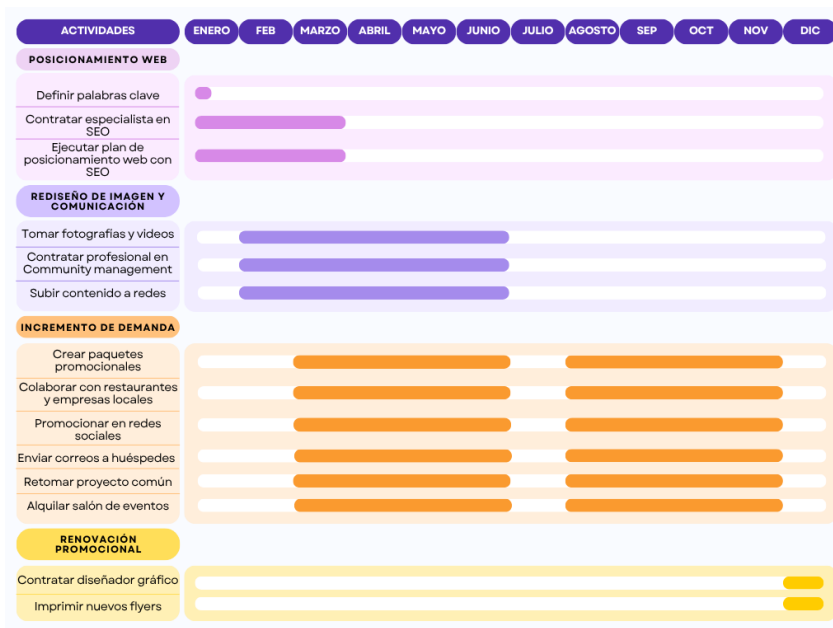 ACTIVIDADES ENERO FEB MARZO ABRIL MAYO JUNIO JULIO AGOSTO SEP OCT NOV DIC
POSICIONAMIENTO WEB
Definir palabras clave
Contratar especialista en
SEO
Ejecutar plan de
posicionamiento web con
SEO
REDISEÑO DE IMAGEN Y
COMUNICACIÓN
Tomar fotografias y videos
Contratar profesional en
Community management
Subir contenido a redes
INCREMENTO DE DEMANDA
Crear paquetes
promocionales
Colaborar con restaurantes
y empresas locales
Promocionar en redes
sociales
Enviar correos a huéspedes
Retomar proyecto común
Alquilar salón de eventos
RENOVACIÓN
PROMOCIONAL
Contratar diseñador gráfico
Imprimir nuevos flyers